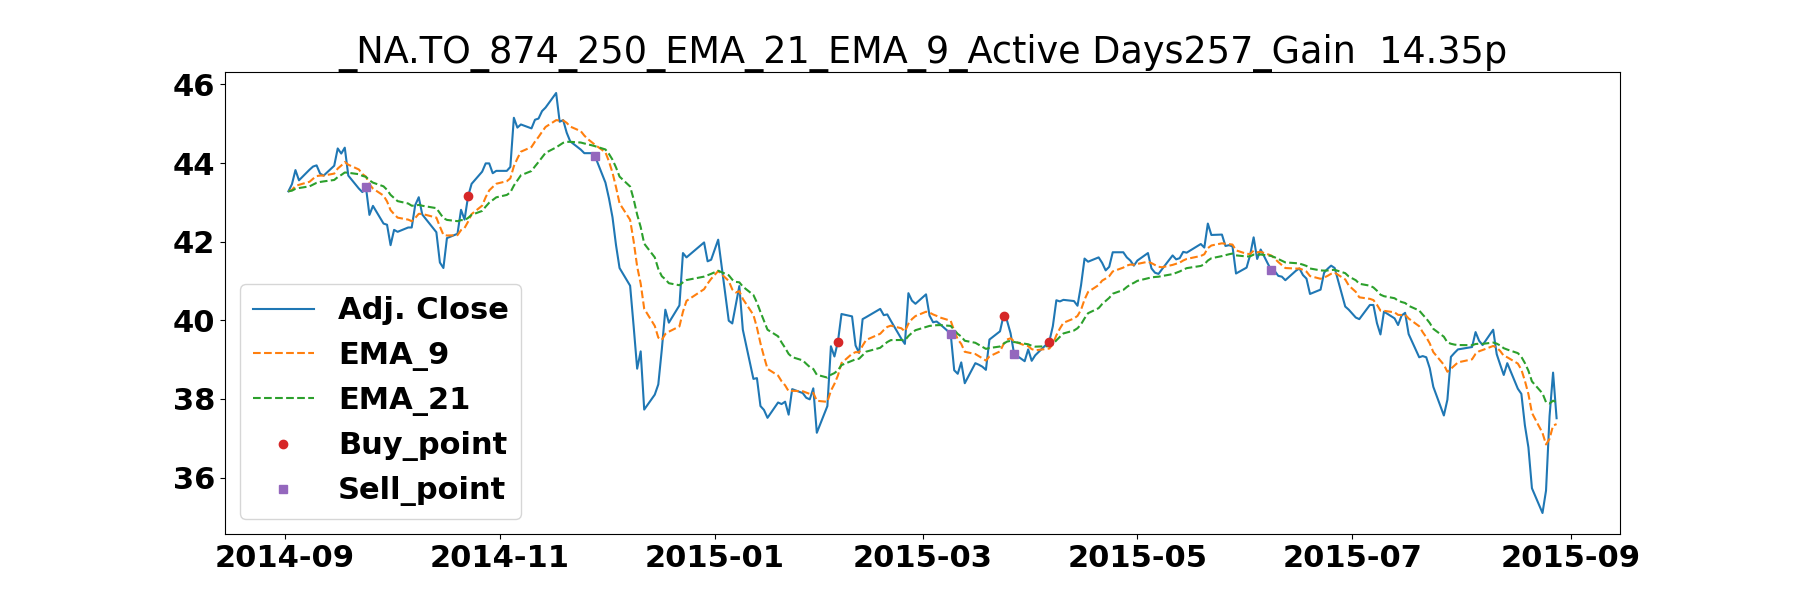 _NA.TO_874_250_EMA_21_EMA_9_Active Days257_Gain  14.35p
46
44
42
40
38
36
Adj. Close
EMA_9
EMA_21
Buy_point
Sell_point
2014-09 2014-11 2015-01 2015-03 2015-05 2015-07 2015-09